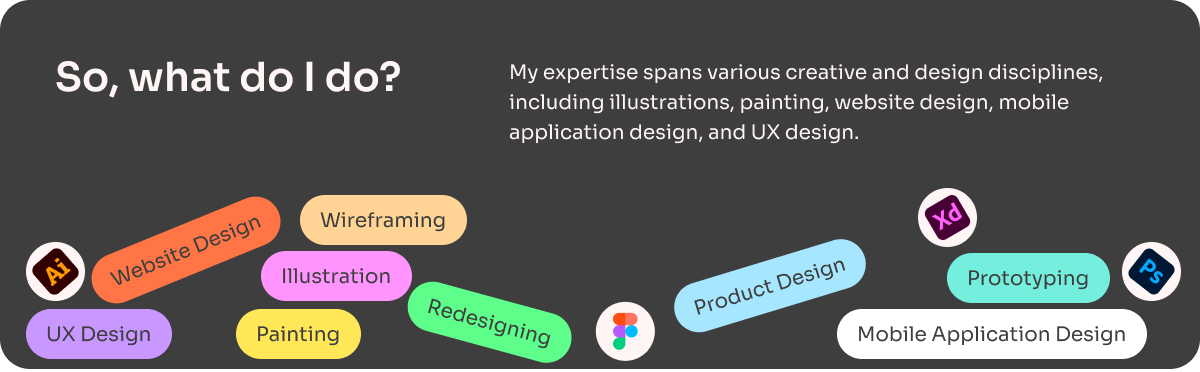 So, what do I do?
My expertise spans various creative and design disciplines,
including illustrations, painting, website design, mobile
application design, and UX design.
Website Design
Wireframing
Xd
Ai
Illustration
Product Design
Prototyping
Ps
UX Design
Painting
Redesigning
Mobile Application Design